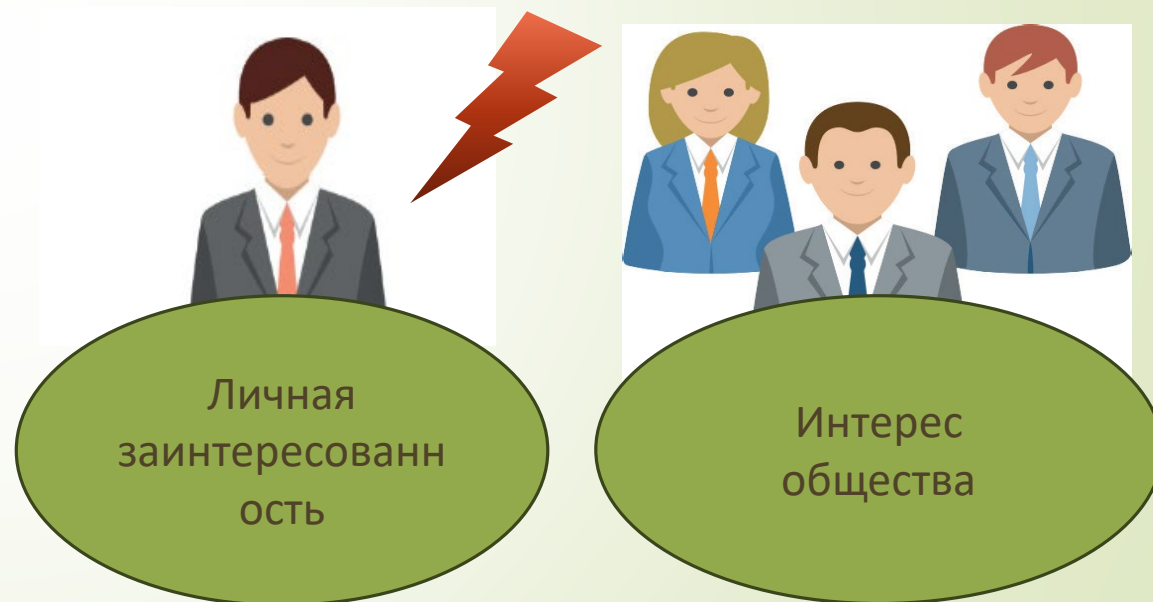 Личная
заинтересованн
ость
Интерес
общества